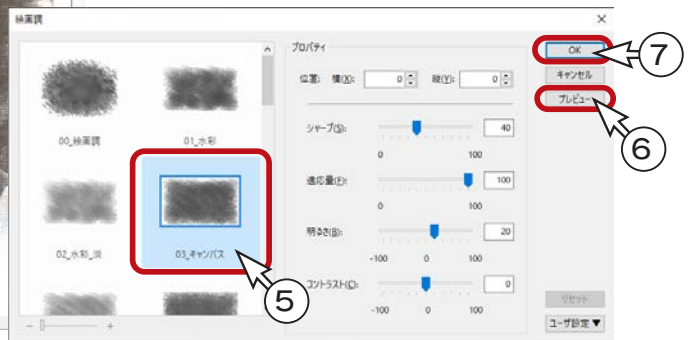 絵画調
プロパティ
位置: 横(X): 0 縦(Y): 0
シャープ(S): 40
0 100
適応量(F): 100
0 100
明るさ(B): 20
-100 0 100
コントラスト(C): 0
-100 0 100
00_絵画調
01_水彩
02_水彩_淡
03_キャンバス
OK
キャンセル
プレビュー
リセット
ユーザ設定▼
⑤
⑥
⑦